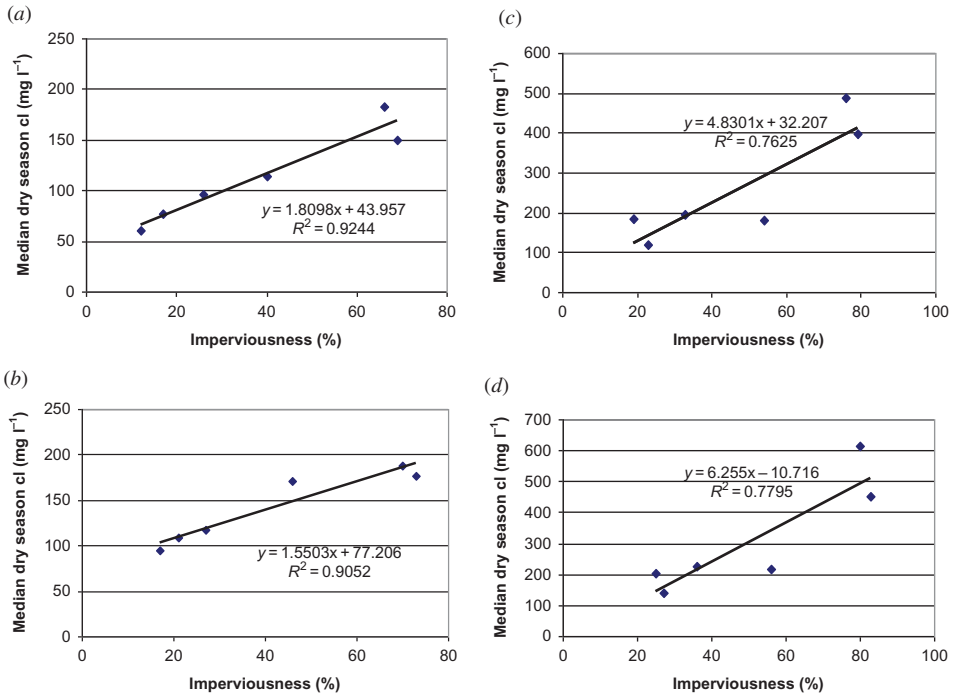 (a)
250
200
150
100
50
0
Median dry season cl (mg l⁻¹)
y = 1.8098x + 43.957
R² = 0.9244
0 20 40 60 80
Imperviousness (%)
(c)
600
500
400
300
200
100
0
Median dry season cl (mg l⁻¹)
y = 4.8301x + 32.207
R² = 0.7625
0 20 40 60 80 100
Imperviousness (%)
(b)
250
200
150
100
50
0
Median dry season cl (mg l⁻¹)
y = 1.5503x + 77.206
R² = 0.9052
0 20 40 60 80
Imperviousness (%)
(d)
700
600
500
400
300
200
100
0
Median dry season cl (mg l⁻¹)
y = 6.255x – 10.716
R² = 0.7795
0 20 40 60 80 100
Imperviousness (%)